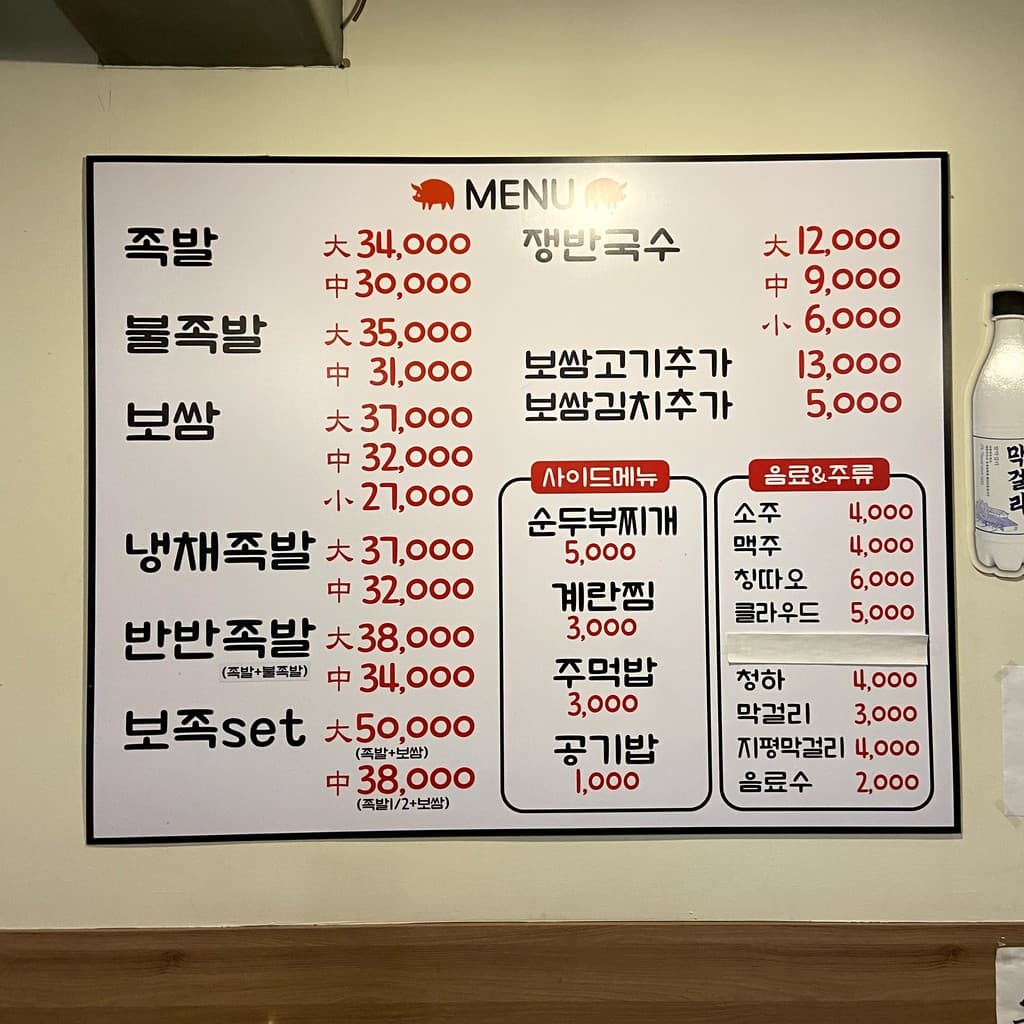 MENU
족발 大 34,000
中 30,000
불족발 大 35,000
中 31,000
보쌈 大 37,000
中 32,000
小 27,000
냉채족발 大 37,000
中 32,000
반반족발 大 38,000
(족발+불족발) 中 34,000
보족set 大 50,000
(족발+보쌈)
中 38,000
(족발1/2+보쌈)
쟁반국수 大 12,000
中 9,000
小 6,000
보쌈고기추가 13,000
보쌈김치추가 5,000
사이드메뉴
순두부찌개
5,000
계란찜
3,000
주먹밥
3,000
공기밥
1,000
음료&주류
소주 4,000
맥주 4,000
칭따오 6,000
클라우드 5,000
청하 4,000
막걸리 3,000
지평막걸리 4,000
음료수 2,000
막걸리